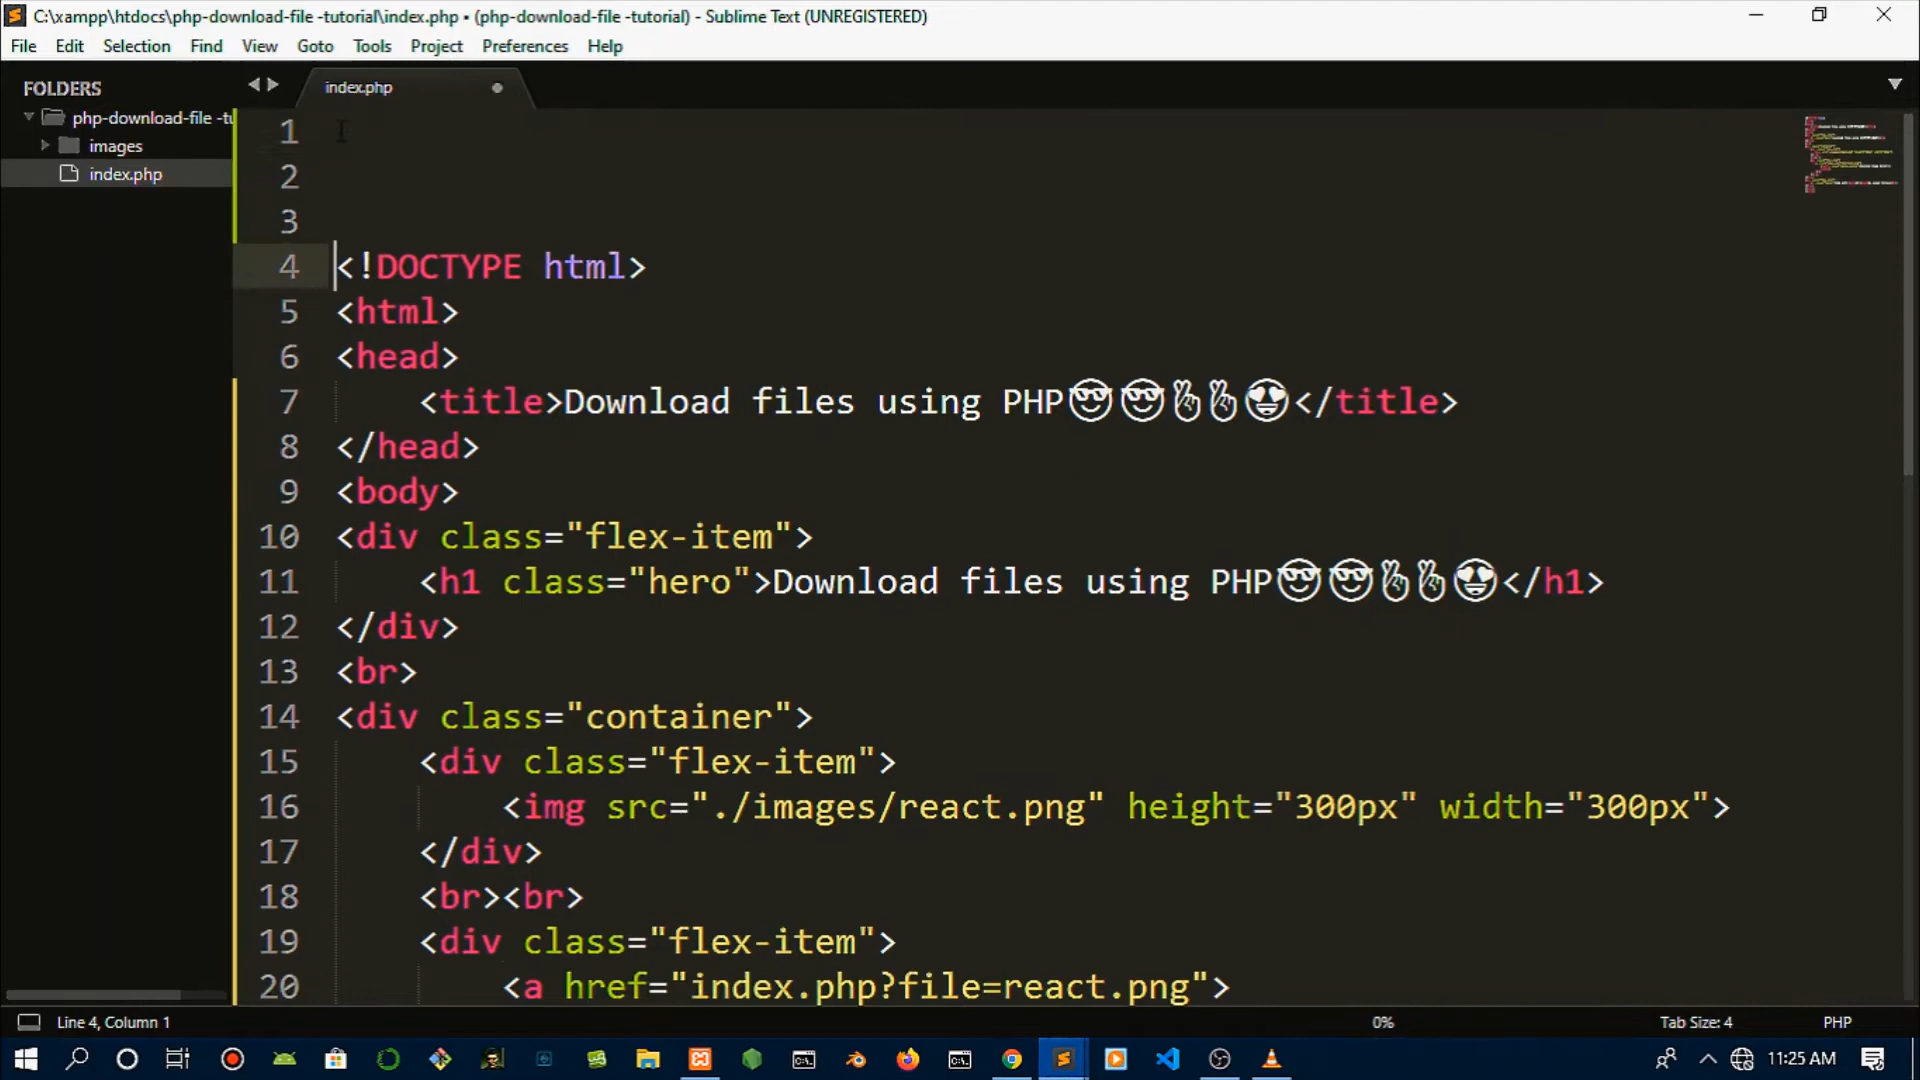 C:\xampp\htdocs\php-download-file -tutorial\index.php • (php-download-file -tutorial) - Sublime Text (UNREGISTERED)
File Edit Selection Find View Goto Tools Project Preferences Help
FOLDERS
php-download-file -tu
images
index.php
index.php
1
2
3
4 <!DOCTYPE html>
5 <html>
6 <head>
7 <title>Download files using PHP😎😎✌✌😍</title>
8 </head>
9 <body>
10 <div class="flex-item">
11 <h1 class="hero">Download files using PHP😎😎✌✌😍</h1>
12 </div>
13 <br>
14 <div class="container">
15 <div class="flex-item">
16 <img src="./images/react.png" height="300px" width="300px">
17 </div>
18 <br><br>
19 <div class="flex-item">
20 <a href="index.php?file=react.png">
Line 4, Column 1 0% Tab Size: 4 PHP
11:25 AM